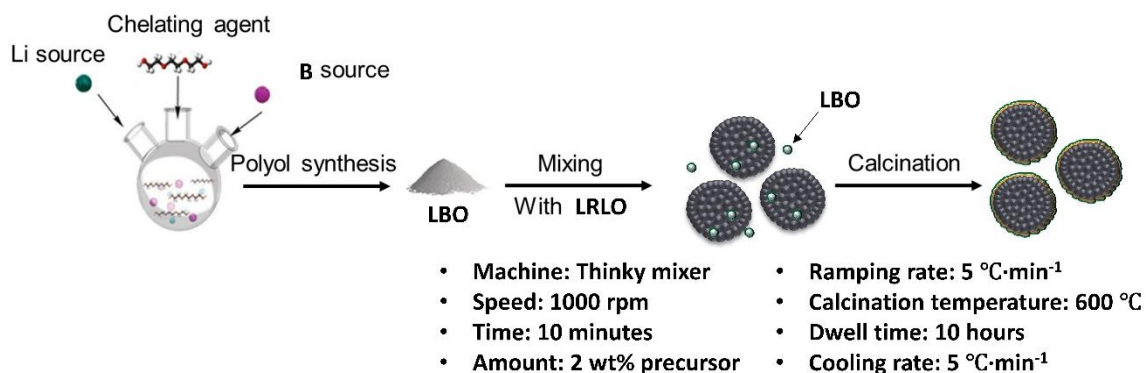 Chelating agent
Li source
B source
Polyol synthesis
LBO
Mixing
With LRLO
LBO
Calcination
• Machine: Thinky mixer
• Speed: 1000 rpm
• Time: 10 minutes
• Amount: 2 wt% precursor
• Ramping rate: 5 ℃·min⁻¹
• Calcination temperature: 600 ℃
• Dwell time: 10 hours
• Cooling rate: 5 ℃·min⁻¹